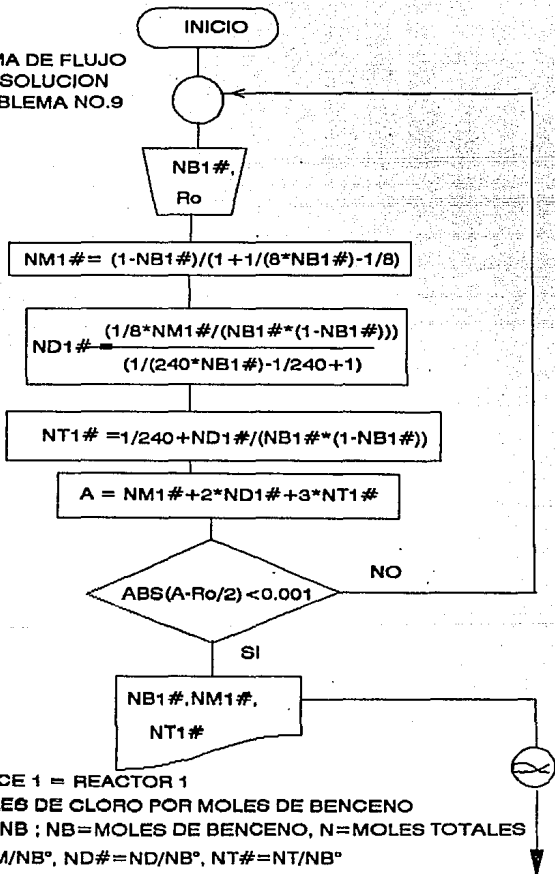 INICIO
MA DE FLUJO
SOLUCION
BLEMA NO.9
NB1#,
Ro
NM1#= (1-NB1#)/(1+1/(8*NB1#)-1/8)
(1/8*NM1#/(NB1#*(1-NB1#)))
ND1# =
(1/(240*NB1#)-1/240+1)
NT1# =1/240+ND1#/(NB1#*(1-NB1#))
A = NM1#+2*ND1#+3*NT1#
ABS(A-Ro/2) <0.001
NO
SI
NB1#,NM1#,
NT1#
CE 1 = REACTOR 1
LES DE CLORO POR MOLES DE BENCENO
NB ; NB=MOLES DE BENCENO, N=MOLES TOTALES
M/NB°, ND#=ND/NB°, NT#=NT/NB°